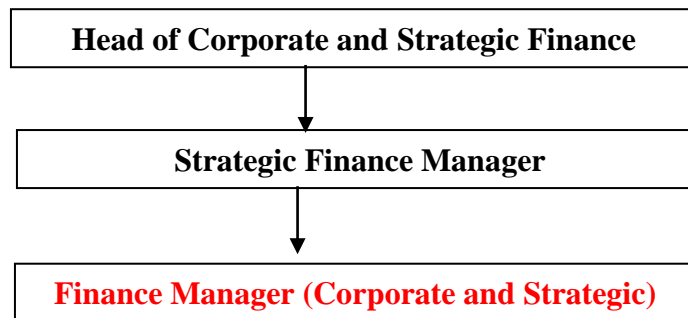 Head of Corporate and Strategic Finance
Strategic Finance Manager
Finance Manager (Corporate and Strategic)